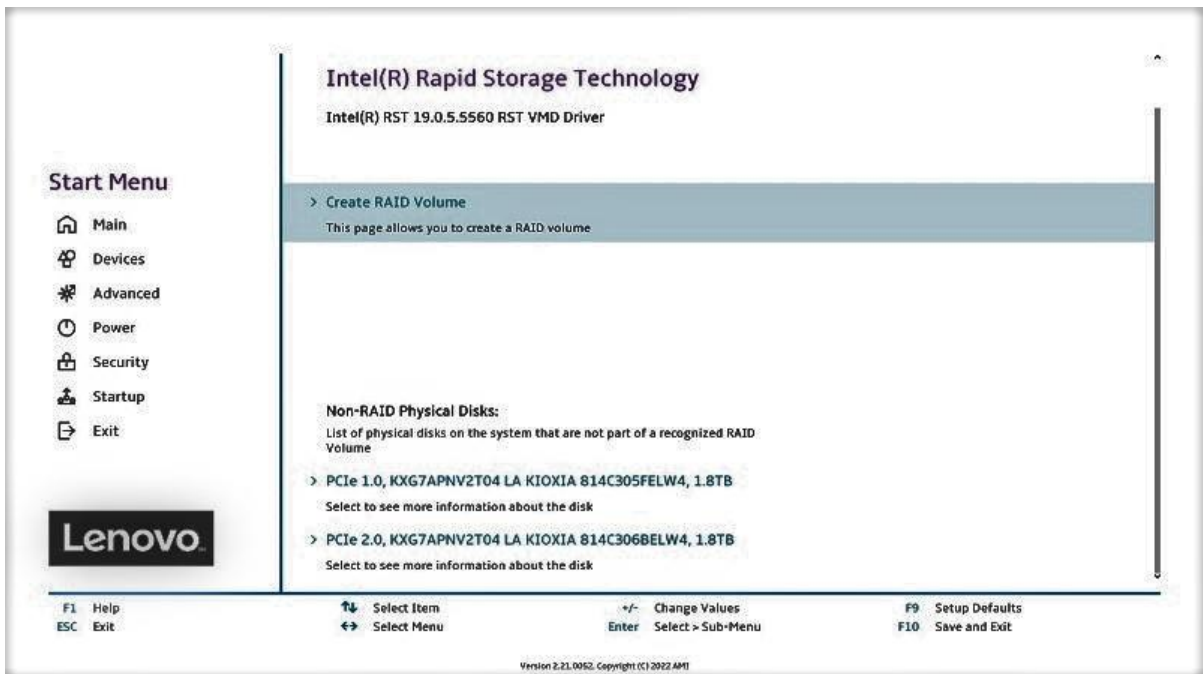 Intel(R) Rapid Storage Technology
Intel(R) RST 19.0.5.5560 RST VMD Driver
Start Menu
Main
Devices
Advanced
Power
Security
Startup
Exit
Lenovo
> Create RAID Volume
This page allows you to create a RAID volume
Non-RAID Physical Disks:
List of physical disks on the system that are not part of a recognized RAID
Volume
> PCIe 1.0, KXG7APNV2T04 LA KIOXIA 814C305FELW4, 1.8TB
Select to see more information about the disk
> PCIe 2.0, KXG7APNV2T04 LA KIOXIA 814C306BELW4, 1.8TB
Select to see more information about the disk
F1 Help
ESC Exit
↑↓ Select Item
↔ Select Menu
+/- Change Values
Enter Select > Sub-Menu
F9 Setup Defaults
F10 Save and Exit
Version 2.21.0052. Copyright (C) 2022 AMI